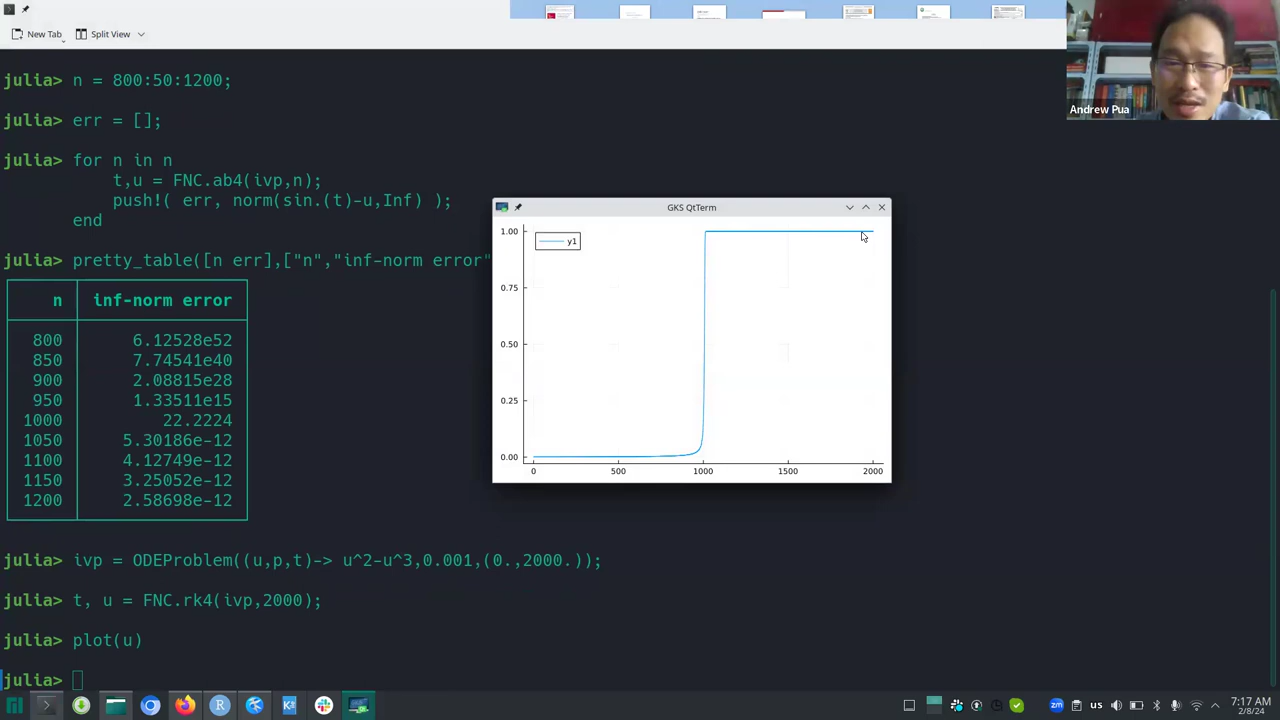 New Tab
Split View
Andrew Pua
julia> n = 800:50:1200;
julia> err = [];
julia> for n in n
t,u = FNC.ab4(ivp,n);
push!( err, norm(sin.(t)-u,Inf) );
end
julia> pretty_table([n err],["n","inf-norm error"
n inf-norm error
800 6.12528e52
850 7.74541e40
900 2.08815e28
950 1.33511e15
1000 22.2224
1050 5.30186e-12
1100 4.12749e-12
1150 3.25052e-12
1200 2.58698e-12
GKS QtTerm
y1
1.00
0.75
0.50
0.25
0.00
0 500 1000 1500 2000
julia> ivp = ODEProblem((u,p,t)-> u^2-u^3,0.001,(0.,2000.));
julia> t, u = FNC.rk4(ivp,2000);
julia> plot(u)
julia>
us
7:17 AM
2/8/24